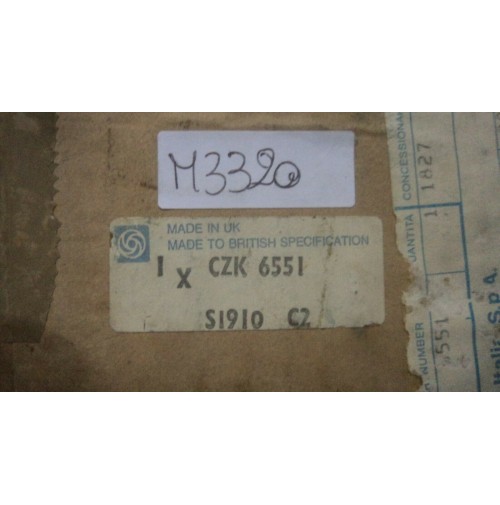 M3320
MADE IN UK
MADE TO BRITISH SPECIFICATION
1 X CZK 6551
S1910 C2
CONCESSIONA
1827
QUANTITA
1
NUMBER
551
Italia S.p.A.